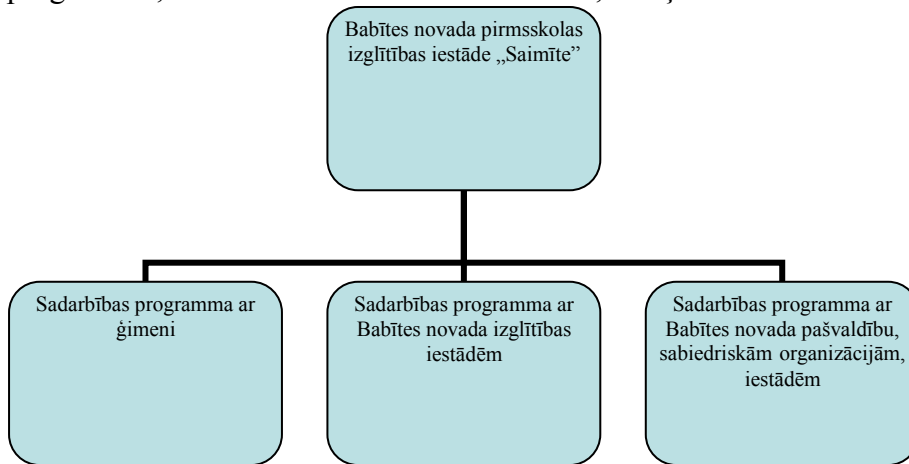 Babītes novada pirmsskolas
izglītības iestāde „Saimīte”
Sadarbības programma ar
ģimeni
Sadarbības programma ar
Babītes novada izglītības
iestādēm
Sadarbības programma ar
Babītes novada pašvaldību,
sabiedriskām organizācijām,
iestādēm